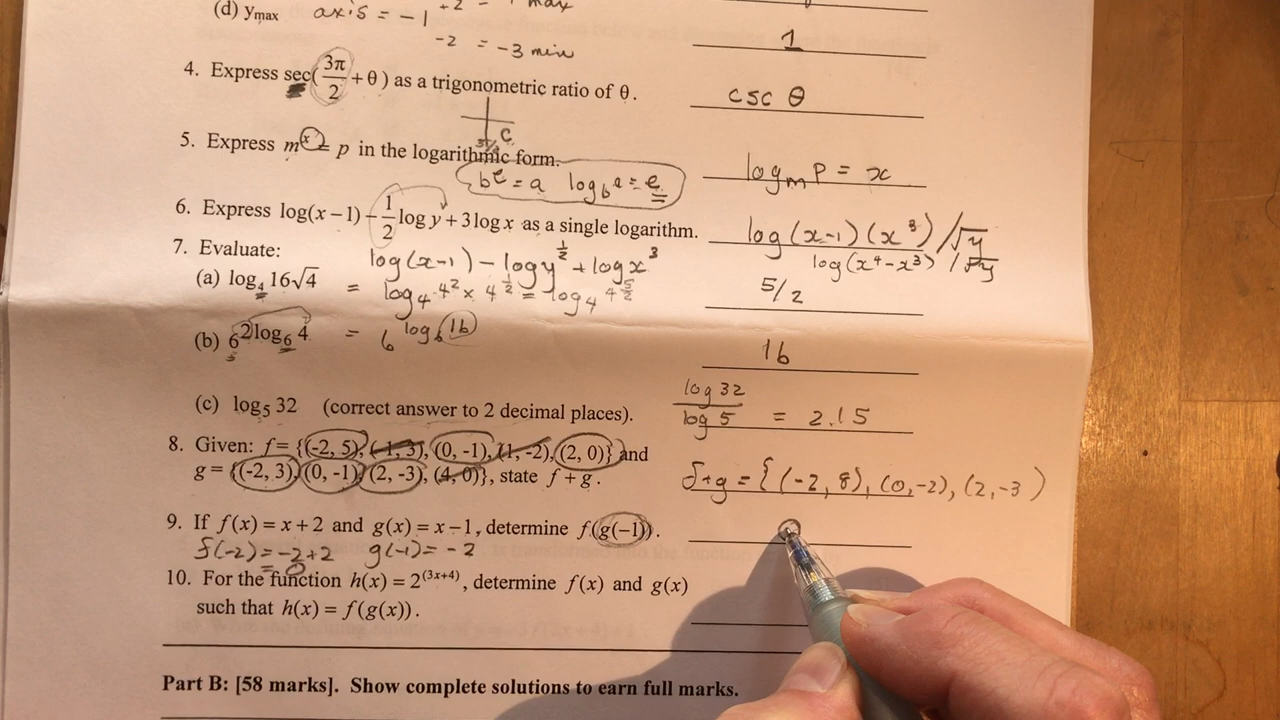 (d) ymax axis = -1 +2 = max
-2 = -3 min
1
4. Express sec(3π/2 + θ) as a trigonometric ratio of θ.
csc θ
C
5. Express m^x = p in the logarithmic form.
log_m p = x
b^e = a log_b a = e
6. Express log(x − 1) − 1/2 log y + 3 log x as a single logarithm.
log (x-1)(x^3) / √y
log(x^4 - x^3) / √y
7. Evaluate:
log(x-1) - log y^1/2 + log x^3
(a) log_4 16√4 = log_4 4^2 × 4^1/2 = log_4 4^5/2
5/2
(b) 6^2log_6 4 = 6^log_6 16
16
(c) log_5 32 (correct answer to 2 decimal places).
log 32 / log 5 = 2.15
8. Given: f = {(-2, 5), (-1, 3), (0, -1), (1, -2), (2, 0)} and
g = {(-2, 3), (0, -1), (2, -3), (4, 0)}, state f + g.
f+g = {(-2, 8), (0,-2), (2,-3)
9. If f(x) = x + 2 and g(x) = x − 1, determine f(g(−1)).
0
f(-2) = -2+2 g(-1) = -2
= 0
10. For the function h(x) = 2^(3x+4), determine f(x) and g(x)
such that h(x) = f(g(x)).
Part B: [58 marks]. Show complete solutions to earn full marks.